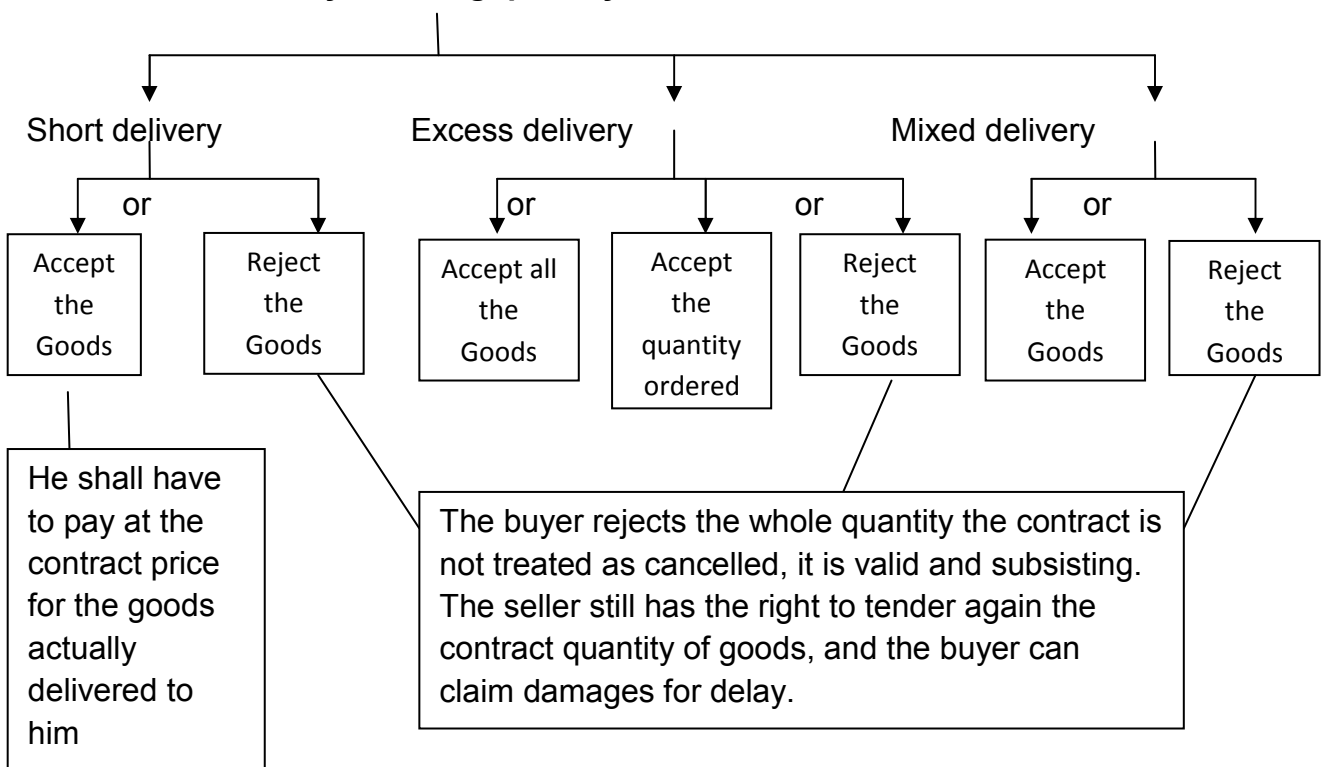 Short delivery
Excess delivery
Mixed delivery
or
or
or
or
Accept
the
Goods
Reject
the
Goods
Accept all
the
Goods
Accept
the
quantity
ordered
Reject
the
Goods
Accept
the
Goods
Reject
the
Goods
He shall have
to pay at the
contract price
for the goods
actually
delivered to
him
The buyer rejects the whole quantity the contract is
not treated as cancelled, it is valid and subsisting.
The seller still has the right to tender again the
contract quantity of goods, and the buyer can
claim damages for delay.